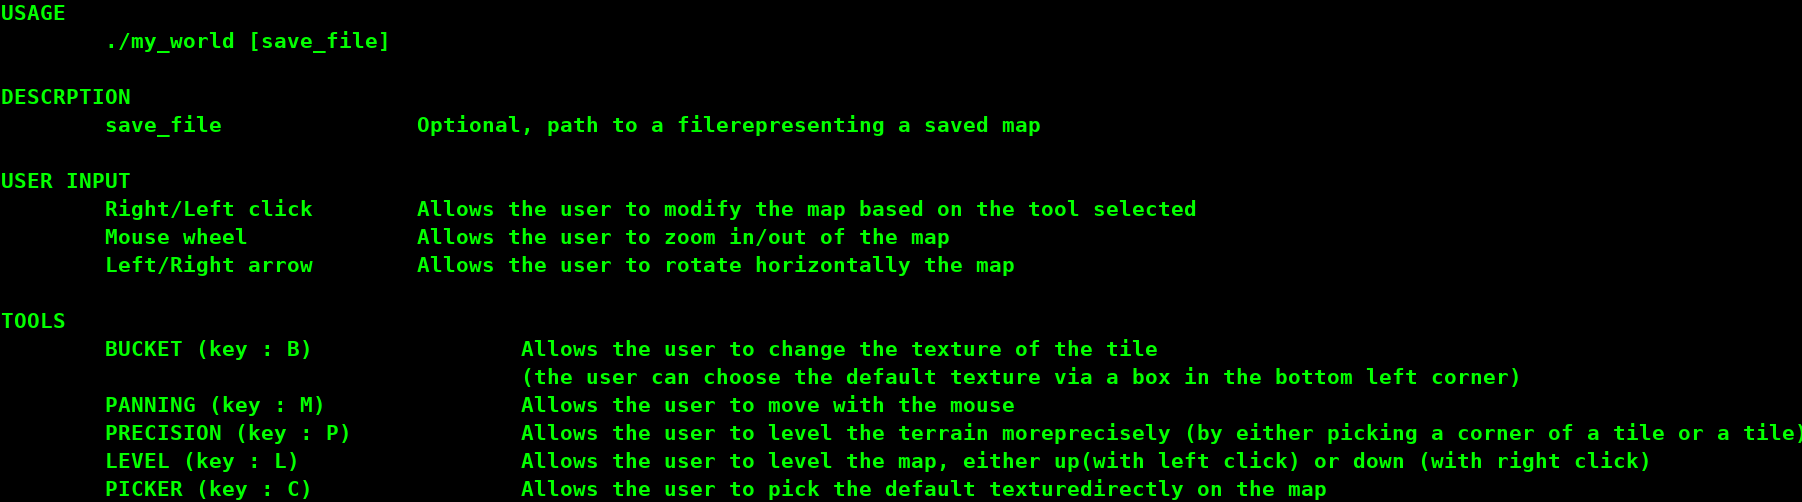 USAGE
./my_world [save_file]
DESCRPTION
save_file Optional, path to a filerepresenting a saved map
USER INPUT
Right/Left click Allows the user to modify the map based on the tool selected
Mouse wheel Allows the user to zoom in/out of the map
Left/Right arrow Allows the user to rotate horizontally the map
TOOLS
BUCKET (key : B) Allows the user to change the texture of the tile
(the user can choose the default texture via a box in the bottom left corner)
PANNING (key : M) Allows the user to move with the mouse
PRECISION (key : P) Allows the user to level the terrain moreprecisely (by either picking a corner of a tile or a tile)
LEVEL (key : L) Allows the user to level the map, either up(with left click) or down (with right click)
PICKER (key : C) Allows the user to pick the default texturedirectly on the map